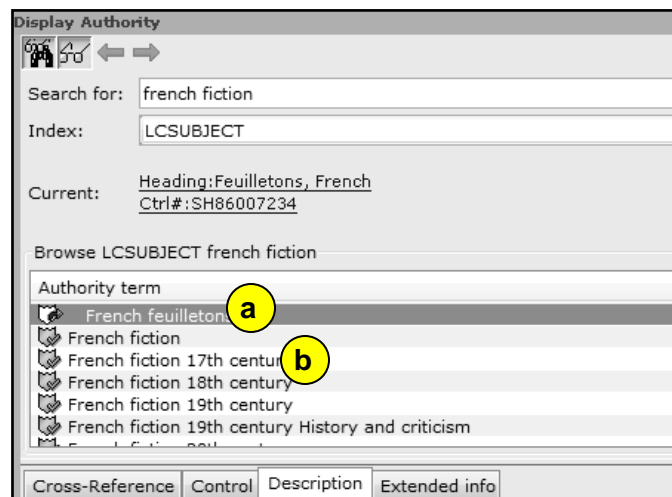 Display Authority
Search for: french fiction
Index: LCSUBJECT
Current: Heading:Feuilletons, French
Ctrl#:SH86007234
Browse LCSUBJECT french fiction
Authority term
French feuilletons a
French fiction
French fiction 17th century b
French fiction 18th century
French fiction 19th century
French fiction 19th century History and criticism
Cross-Reference Control Description Extended info